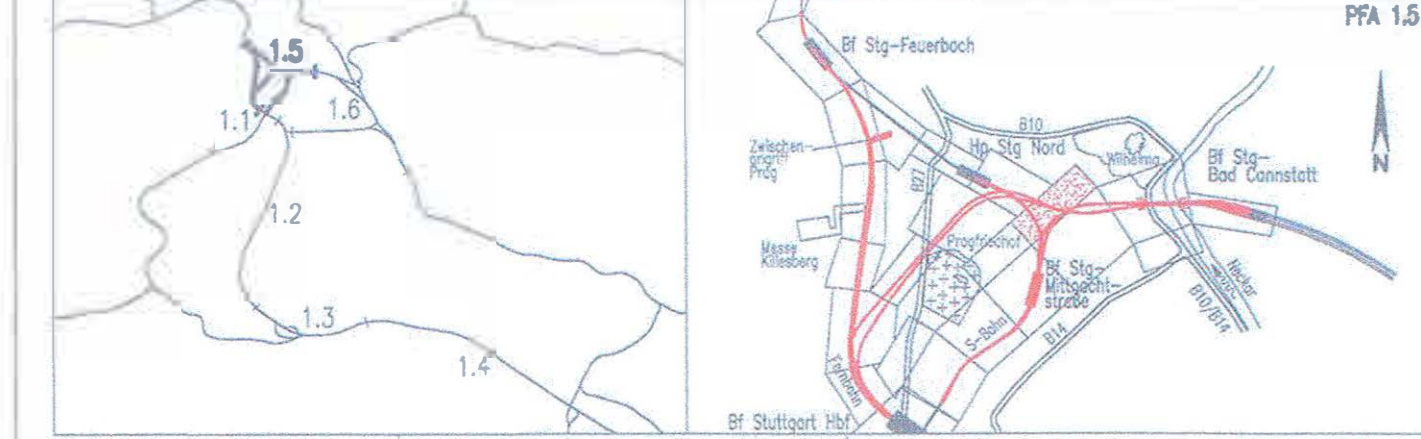 1.5
1.1
1.6
1.2
1.3
1.4
PFA 1.5
Bf Stg-Feuerbach
Zwischen-
angriff
Prag
B10
Hp Stg Nord
Wilhelma
Bf Stg-
Bad Cannstatt
B27
Messe
Killesberg
Pragfriedhof
Bf Stg-
Mittnacht-
straße
Neckar
B10/B14
S-Bahn
B14
Fernbahn
Bf Stuttgart Hbf
N